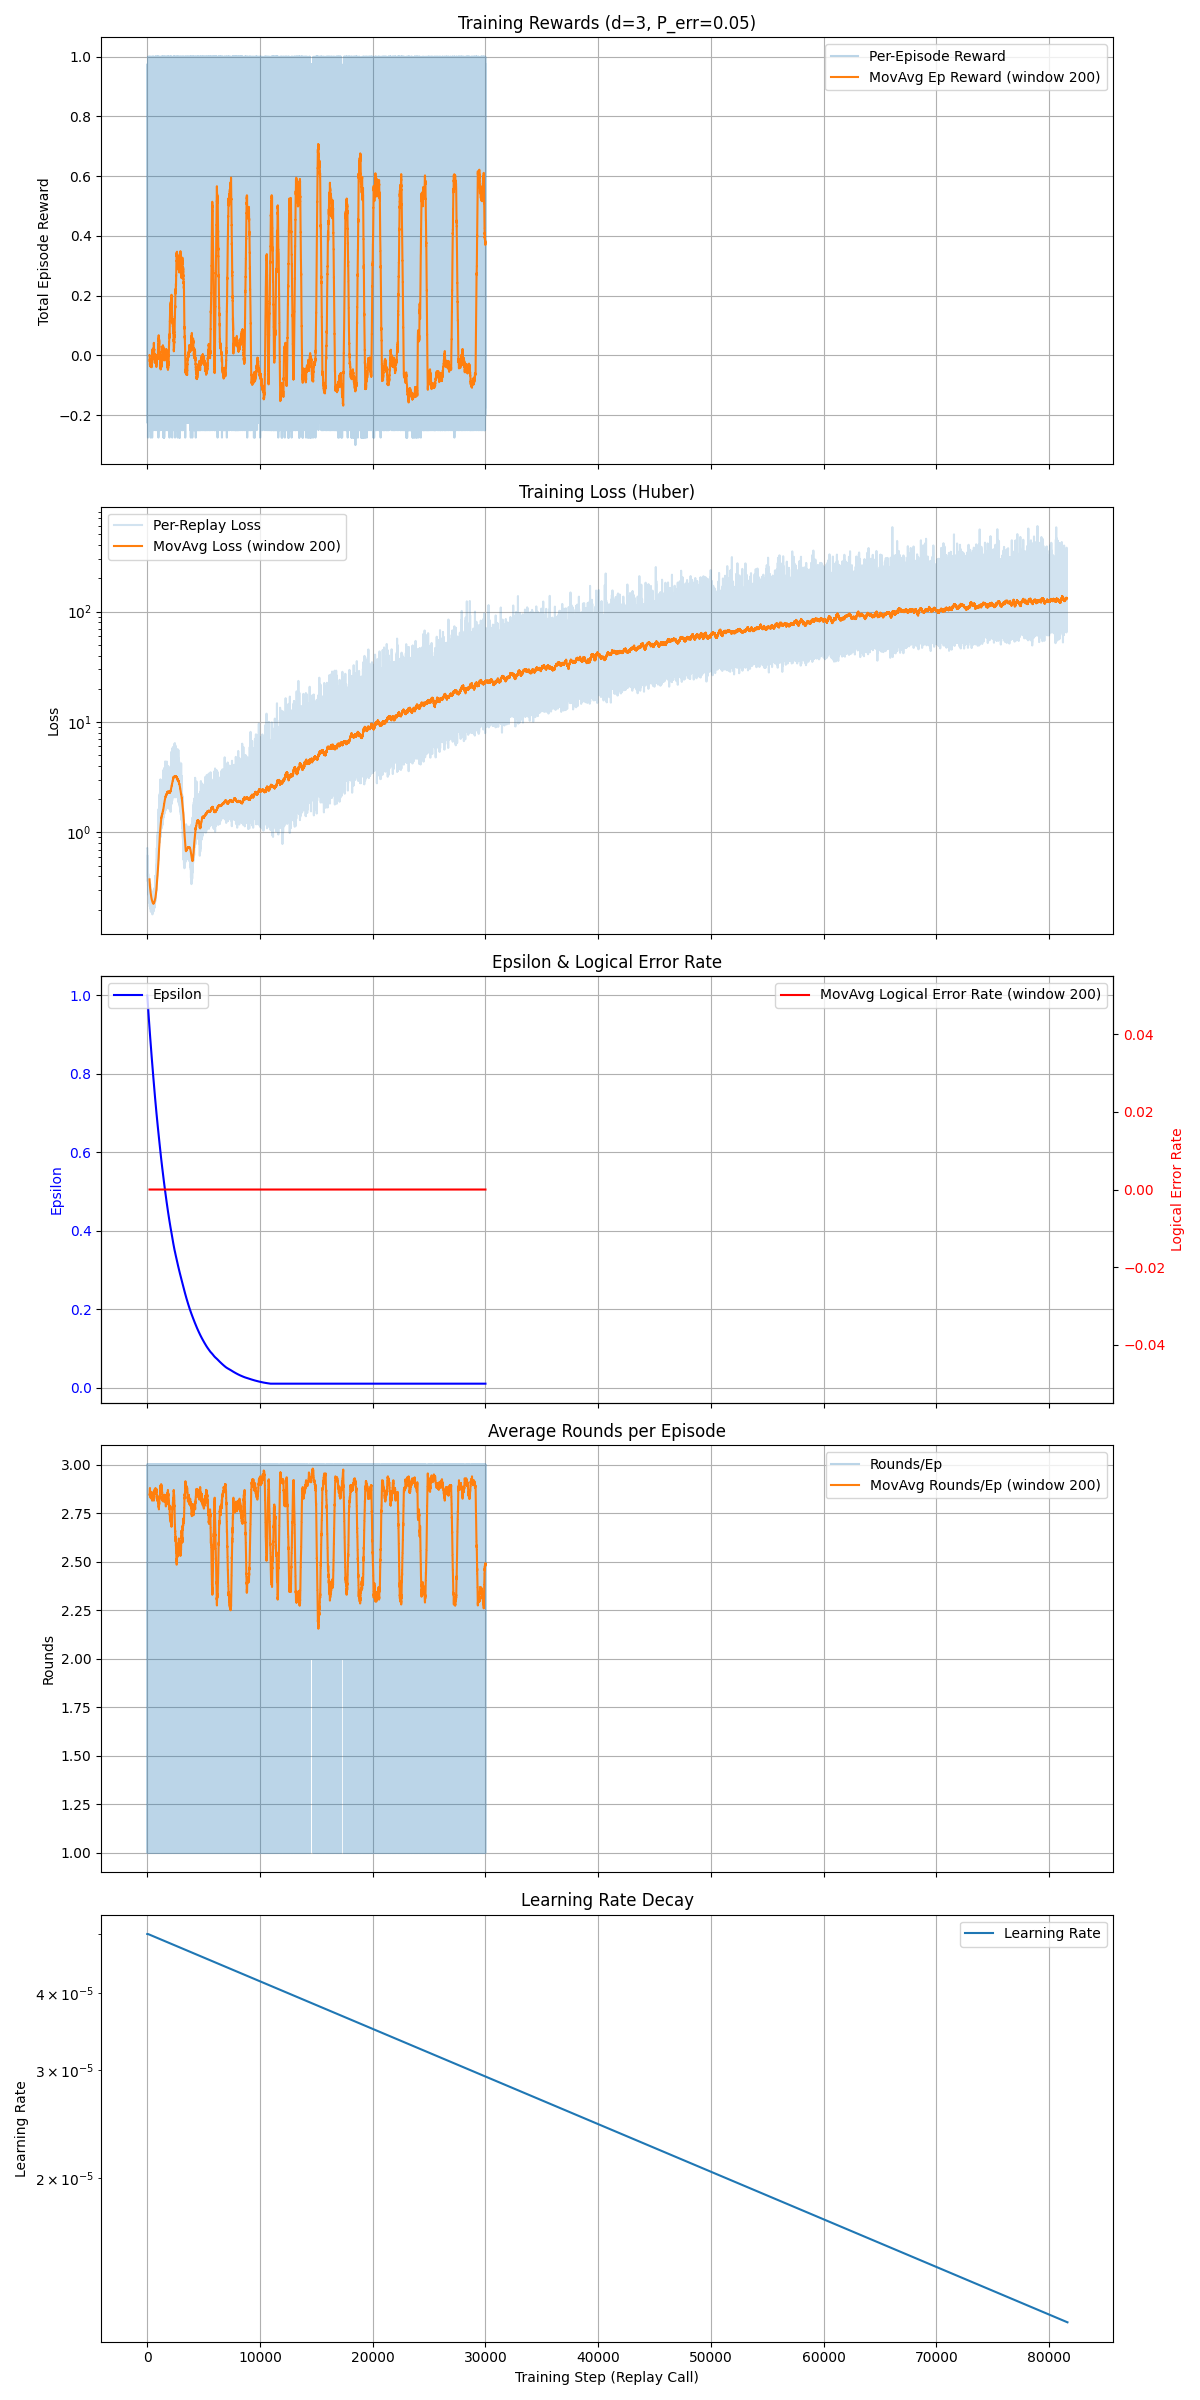 Training Rewards (d=3, P_err=0.05)
Total Episode Reward
1.0
0.8
0.6
0.4
0.2
0.0
−0.2
Per-Episode Reward
MovAvg Ep Reward (window 200)
Training Loss (Huber)
Loss
10²
10¹
10⁰
Per-Replay Loss
MovAvg Loss (window 200)
Epsilon & Logical Error Rate
Epsilon
1.0
0.8
0.6
0.4
0.2
0.0
Epsilon
MovAvg Logical Error Rate (window 200)
0.04
0.02
0.00
−0.02
−0.04
Logical Error Rate
Average Rounds per Episode
Rounds
3.00
2.75
2.50
2.25
2.00
1.75
1.50
1.25
1.00
Rounds/Ep
MovAvg Rounds/Ep (window 200)
Learning Rate Decay
Learning Rate
4 × 10⁻⁵
3 × 10⁻⁵
2 × 10⁻⁵
Learning Rate
0 10000 20000 30000 40000 50000 60000 70000 80000
Training Step (Replay Call)